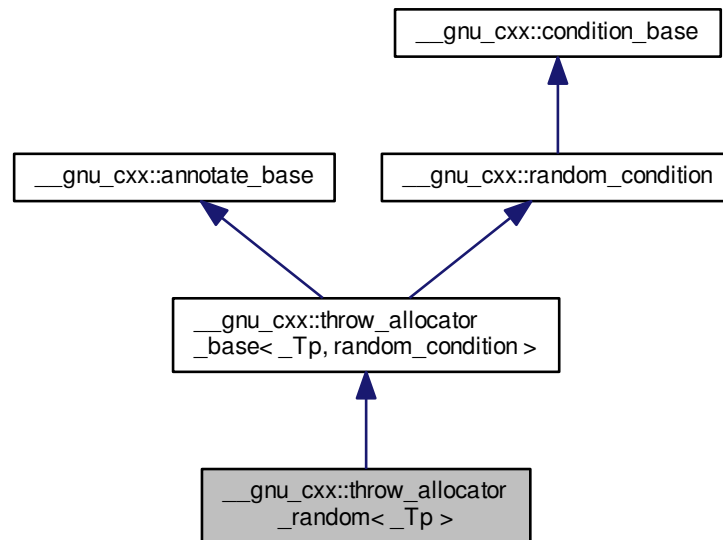 __gnu_cxx::condition_base
__gnu_cxx::annotate_base
__gnu_cxx::random_condition
__gnu_cxx::throw_allocator
_base< _Tp, random_condition >
__gnu_cxx::throw_allocator
_random< _Tp >